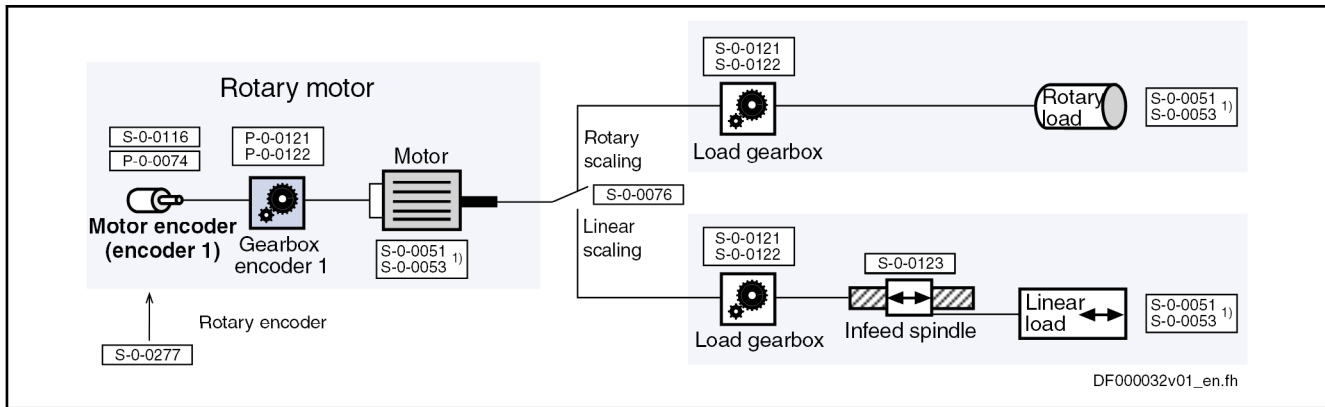 Rotary motor
S-0-0116
P-0-0074
P-0-0121
P-0-0122
Motor
Motor encoder
(encoder 1)
Gearbox
encoder 1
S-0-0051 1)
S-0-0053
Rotary encoder
S-0-0277
Rotary
scaling
S-0-0076
Linear
scaling
S-0-0121
S-0-0122
Load gearbox
Rotary
load
S-0-0051 1)
S-0-0053
S-0-0121
S-0-0122
Load gearbox
S-0-0123
Infeed spindle
Linear
load
S-0-0051 1)
S-0-0053
DF000032v01_en.fh